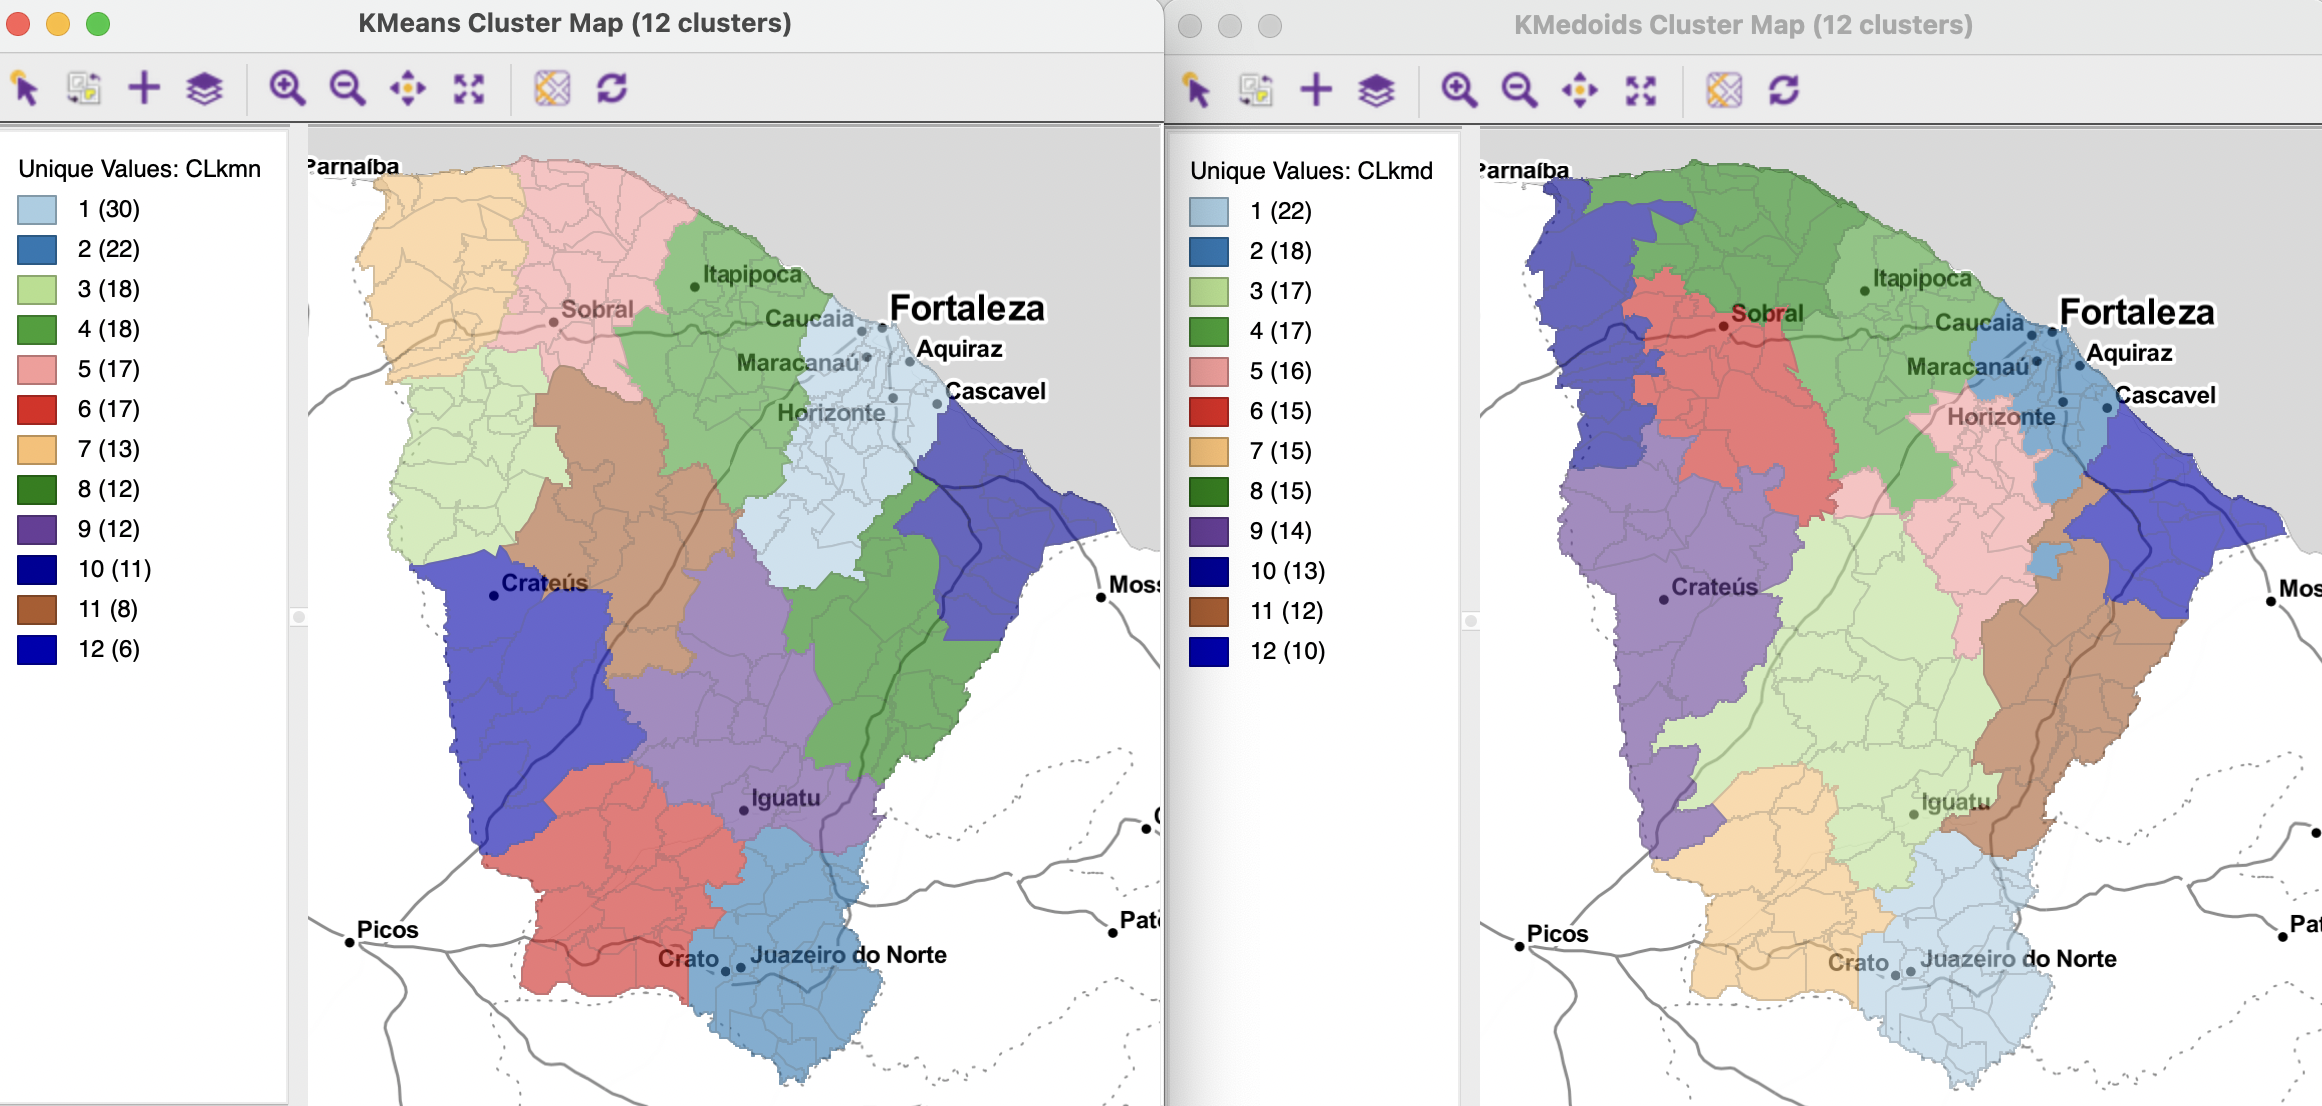 KMeans Cluster Map (12 clusters)
Unique Values: CLkmn
1 (30)
2 (22)
3 (18)
4 (18)
5 (17)
6 (17)
7 (13)
8 (12)
9 (12)
10 (11)
11 (8)
12 (6)
Parnaíba
Itapipoca
Sobral
Fortaleza
Caucaia
Aquiraz
Maracanaú
Cascavel
Horizonte
Crateús
Moss
Iguatu
Picos
Pato
Crato
Juazeiro do Norte
KMedoids Cluster Map (12 clusters)
Unique Values: CLkmd
1 (22)
2 (18)
3 (17)
4 (17)
5 (16)
6 (15)
7 (15)
8 (15)
9 (14)
10 (13)
11 (12)
12 (10)
Parnaíba
Itapipoca
Sobral
Fortaleza
Caucaia
Aquiraz
Maracanaú
Cascavel
Horizonte
Crateús
Mos
Iguatu
Picos
Pat
Crato
Juazeiro do Norte